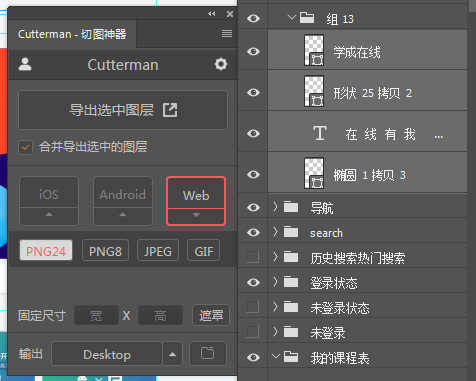 Cutterman - 切图神器
Cutterman
导出选中图层
合并导出选中的图层
iOS
Android
Web
PNG24
PNG8
JPEG
GIF
固定尺寸
宽
X
高
遮罩
输出
Desktop
组 13
学成在线
形状 25 拷贝 2
T
在 线 有 我 ...
椭圆 1 拷贝 3
导航
search
历史搜索热门搜索
登录状态
未登录状态
未登录
我的课程表